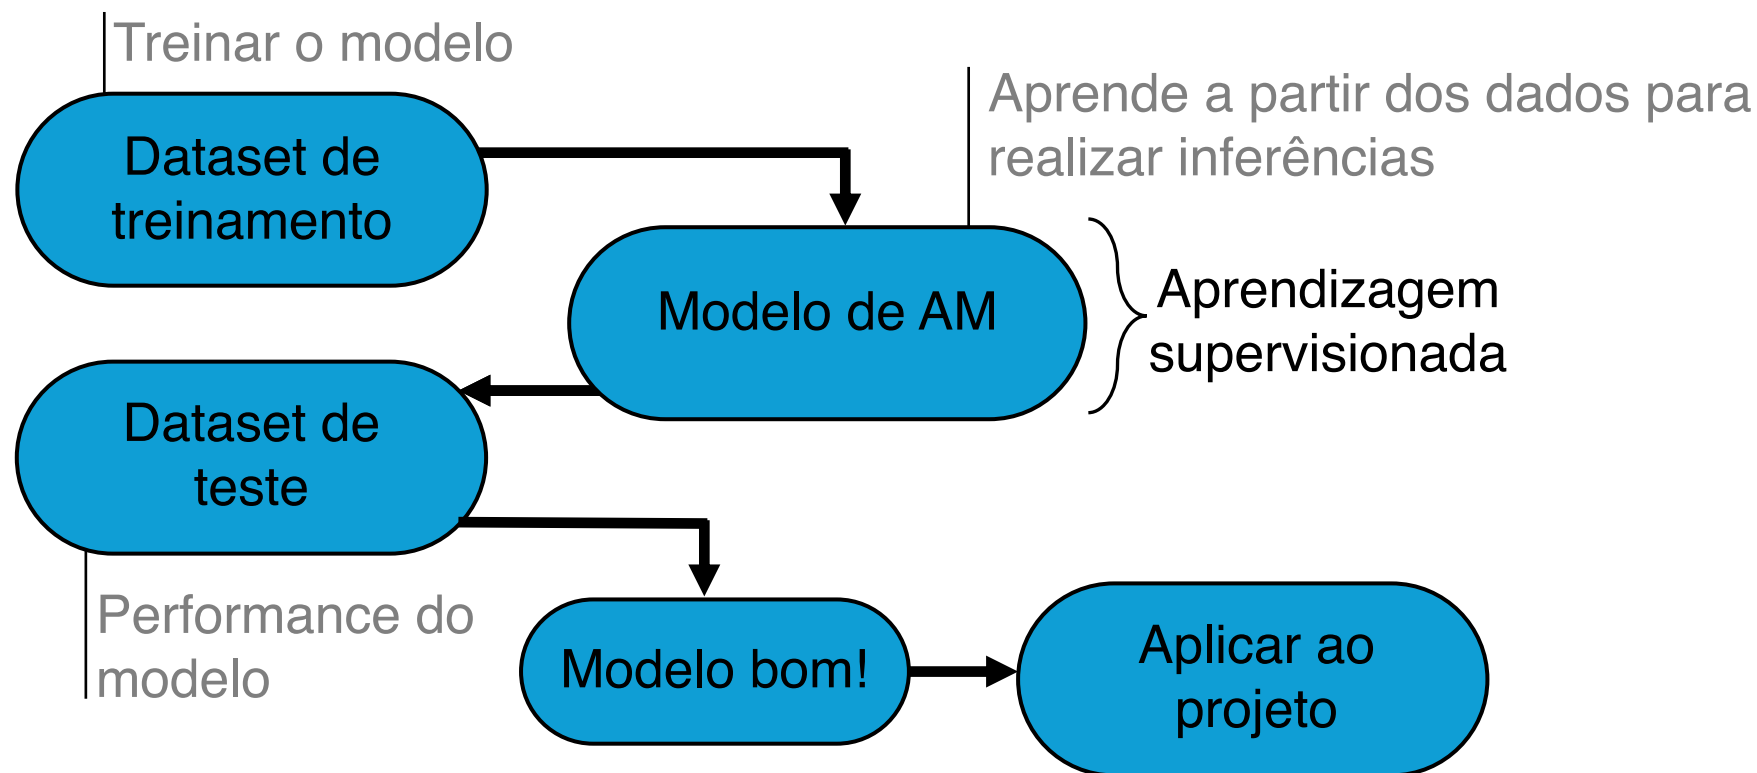 Treinar o modelo
Dataset de
treinamento
Aprende a partir dos dados para
realizar inferências
Modelo de AM
Aprendizagem
supervisionada
Dataset de
teste
Performance do
modelo
Modelo bom!
Aplicar ao
projeto